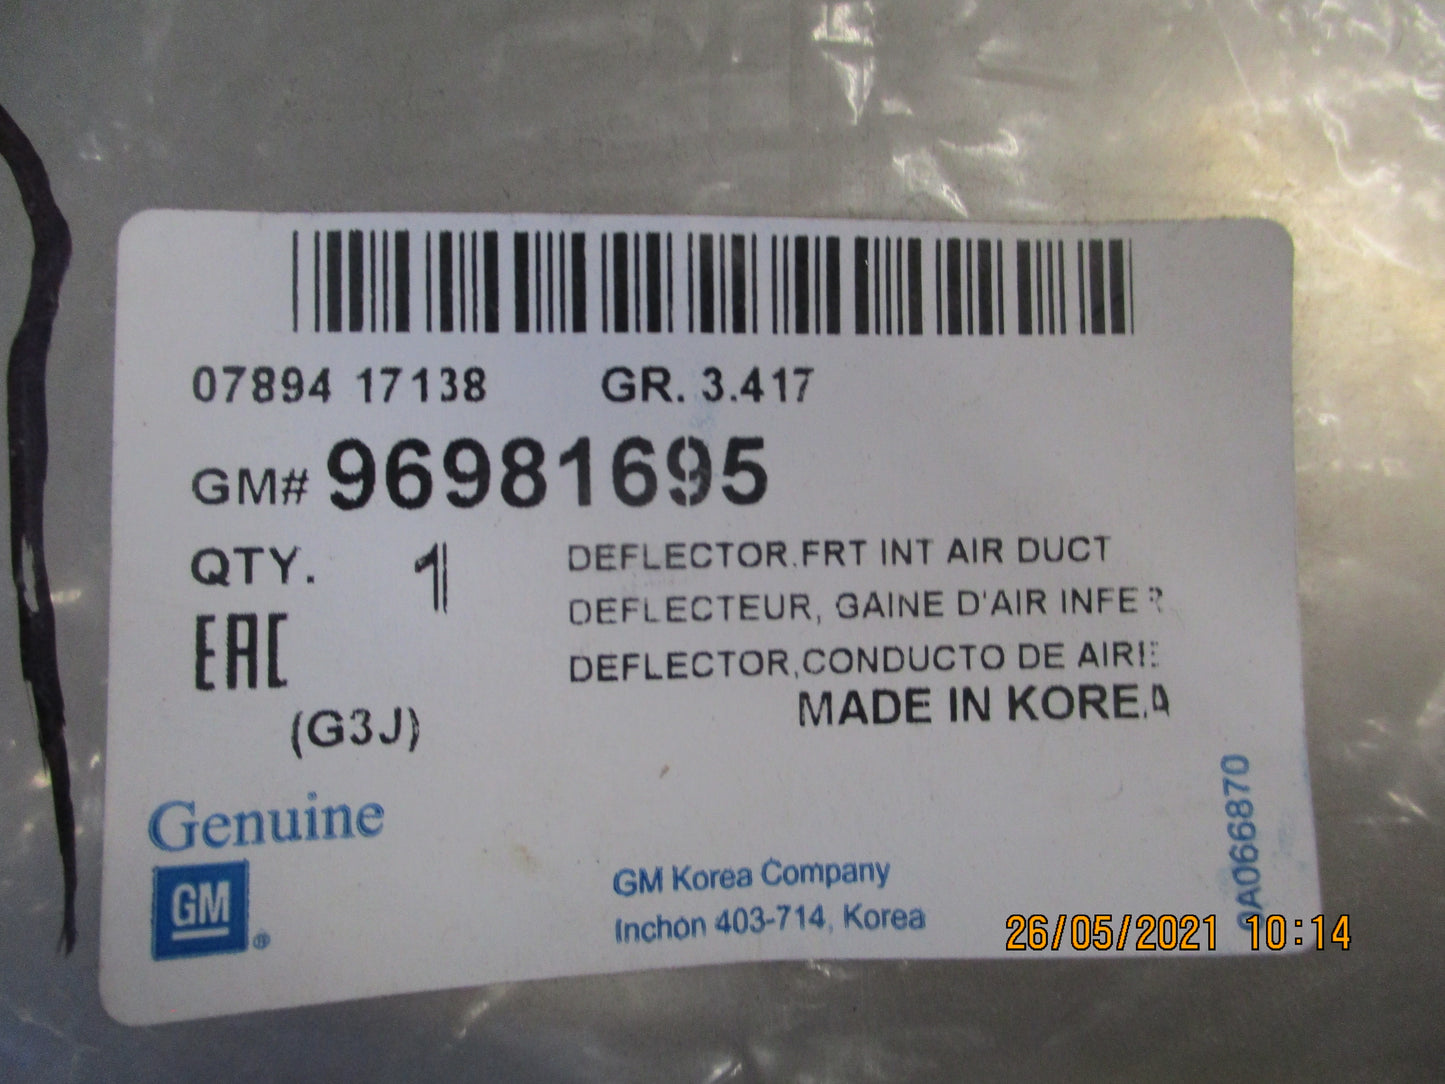 07894 17138 GR. 3.417
GM# 96981695
QTY. 1
DEFLECTOR.FRT INT AIR DUCT
DEFLECTEUR, GAINE D'AIR INFER
DEFLECTOR,CONDUCTO DE AIRE
EAC
MADE IN KOREA
(G3J)
Genuine
GM ®
GM Korea Company
Inchon 403-714, Korea
0A066870
26/05/2021 10:14